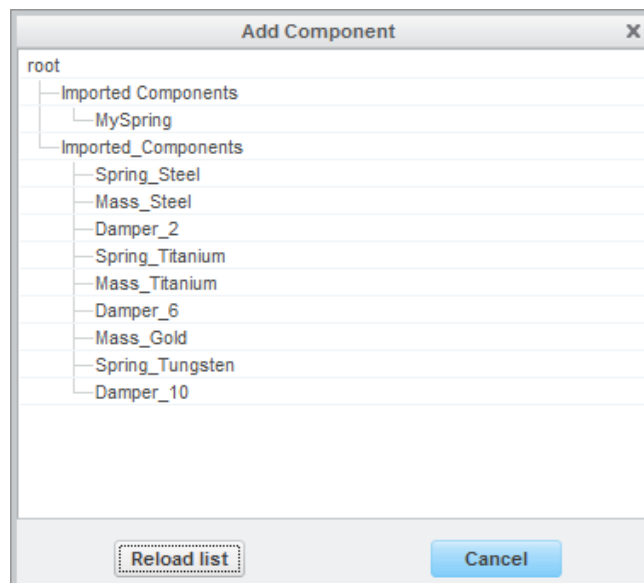 Add Component
root
Imported Components
MySpring
Imported_Components
Spring_Steel
Mass_Steel
Damper_2
Spring_Titanium
Mass_Titanium
Damper_6
Mass_Gold
Spring_Tungsten
Damper_10
Reload list
Cancel